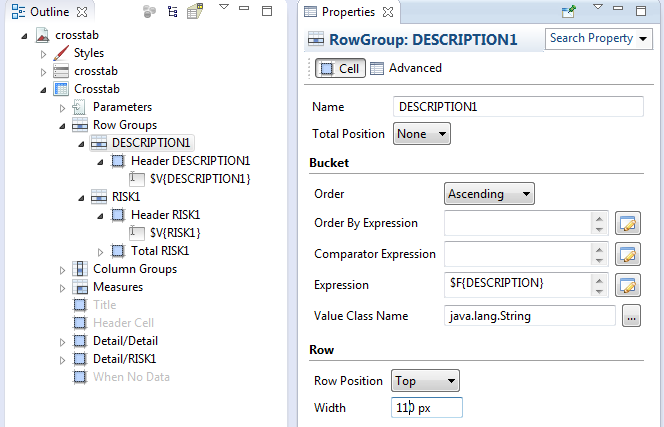 Outline
crosstab
Styles
crosstab
Crosstab
Parameters
Row Groups
DESCRIPTION1
Header DESCRIPTION1
$V{DESCRIPTION1}
RISK1
Header RISK1
$V{RISK1}
Total RISK1
Column Groups
Measures
Title
Header Cell
Detail/Detail
Detail/RISK1
When No Data
Properties
RowGroup: DESCRIPTION1
Search Property
Cell Advanced
Name DESCRIPTION1
Total Position None
Bucket
Order Ascending
Order By Expression
Comparator Expression
Expression $F{DESCRIPTION}
Value Class Name java.lang.String ...
Row
Row Position Top
Width 110 px